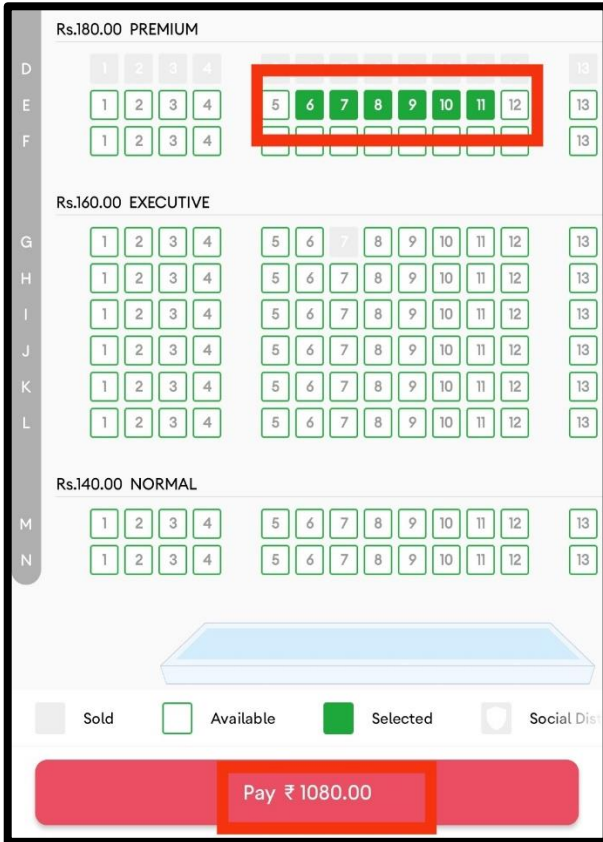 Rs.180.00 PREMIUM
D 1 2 3 4 13
E 1 2 3 4 5 6 7 8 9 10 11 12 13
F 1 2 3 4 13
Rs.160.00 EXECUTIVE
G 1 2 3 4 5 6 7 8 9 10 11 12 13
H 1 2 3 4 5 6 7 8 9 10 11 12 13
I 1 2 3 4 5 6 7 8 9 10 11 12 13
J 1 2 3 4 5 6 7 8 9 10 11 12 13
K 1 2 3 4 5 6 7 8 9 10 11 12 13
L 1 2 3 4 5 6 7 8 9 10 11 12 13
Rs.140.00 NORMAL
M 1 2 3 4 5 6 7 8 9 10 11 12 13
N 1 2 3 4 5 6 7 8 9 10 11 12 13
Sold Available Selected Social Dist
Pay ₹ 1080.00